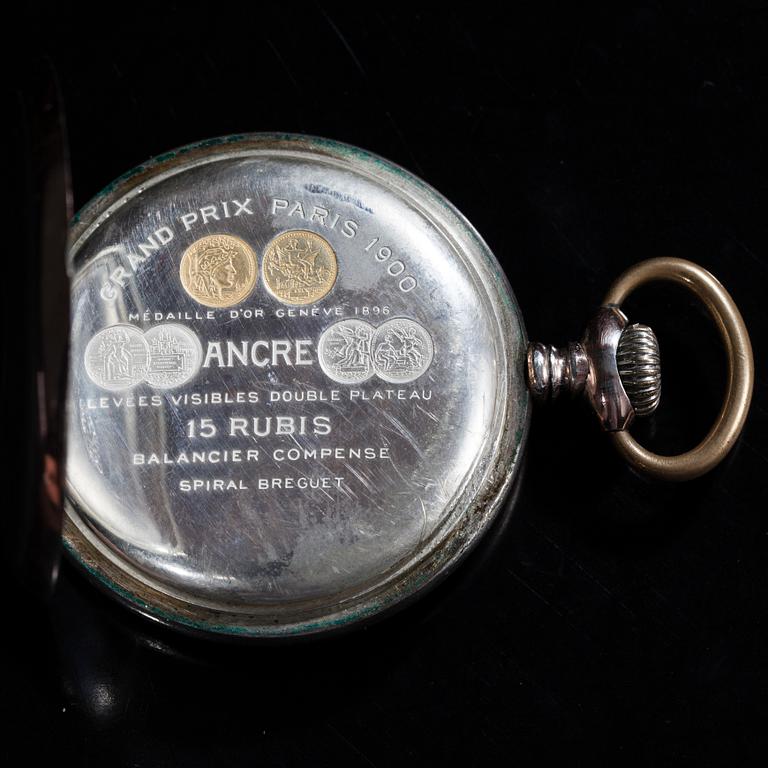 GRAND PRIX PARIS 1900
MÉDAILLE D'OR GENÈVE 1896
ANCRE
LEVÉES VISIBLES DOUBLE PLATEAU
15 RUBIS
BALANCIER COMPENSÉ
SPIRAL BREGUET